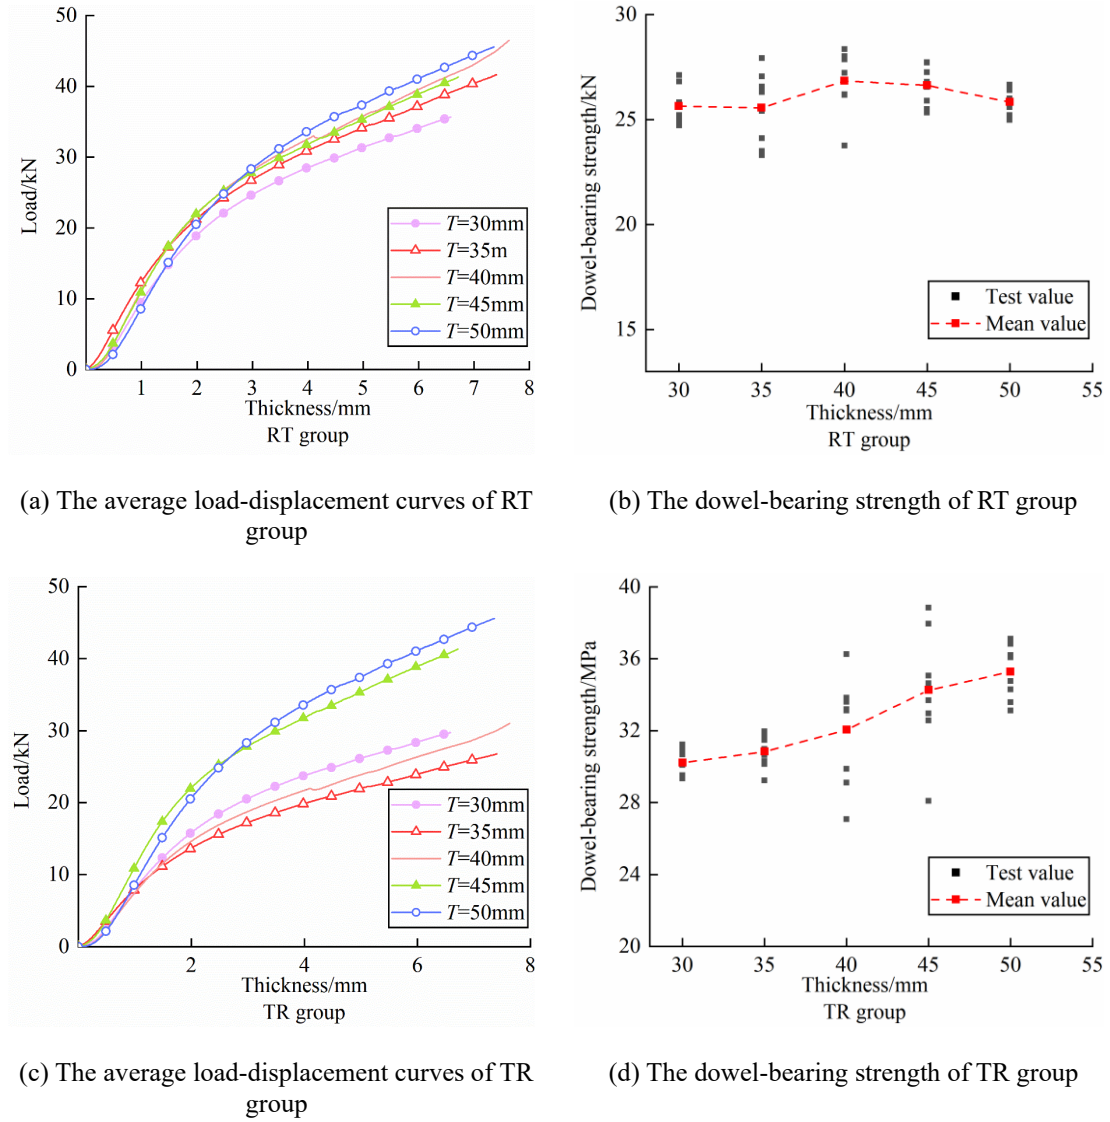 50
40
30
20
10
0
Load/kN
T=30mm
T=35m
T=40mm
T=45mm
T=50mm
1 2 3 4 5 6 7 8
Thickness/mm
RT group
30
25
20
15
Dowel-bearing strength/kN
Test value
Mean value
30 35 40 45 50 55
Thickness/mm
RT group
(a) The average load-displacement curves of RT
group
(b) The dowel-bearing strength of RT group
50
40
30
20
10
0
Load/kN
T=30mm
T=35mm
T=40mm
T=45mm
T=50mm
2 4 6 8
Thickness/mm
TR group
40
36
32
28
24
20
Dowel-bearing strength/MPa
Test value
Mean value
30 35 40 45 50 55
Thickness/mm
TR group
(c) The average load-displacement curves of TR
group
(d) The dowel-bearing strength of TR group